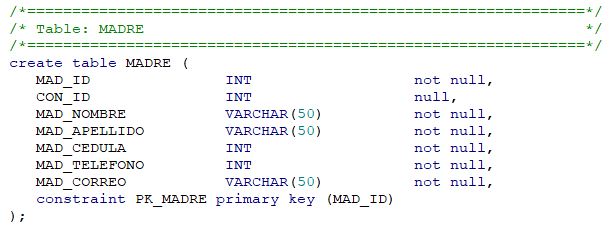 /*==============================================================*/
/* Table: MADRE                                                 */
/*==============================================================*/
create table MADRE (
   MAD_ID               INT                    not null,
   CON_ID               INT                    null,
   MAD_NOMBRE           VARCHAR(50)            not null,
   MAD_APELLIDO         VARCHAR(50)            not null,
   MAD_CEDULA           INT                    not null,
   MAD_TELEFONO         INT                    not null,
   MAD_CORREO           VARCHAR(50)            not null,
   constraint PK_MADRE primary key (MAD_ID)
);